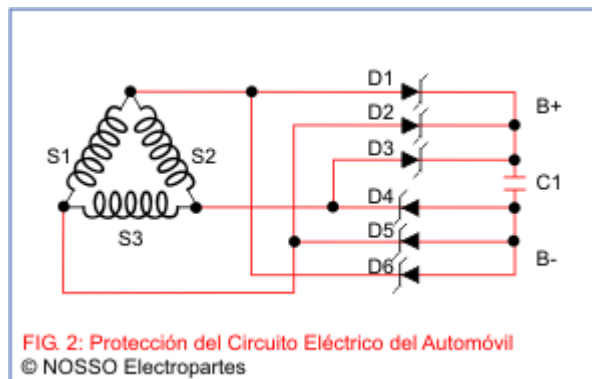 D1
B+
D2
D3
S1
S2
C1
D4
S3
D5
B-
D6
FIG. 2: Protección del Circuito Eléctrico del Automóvil
© NOSSO Electropartes